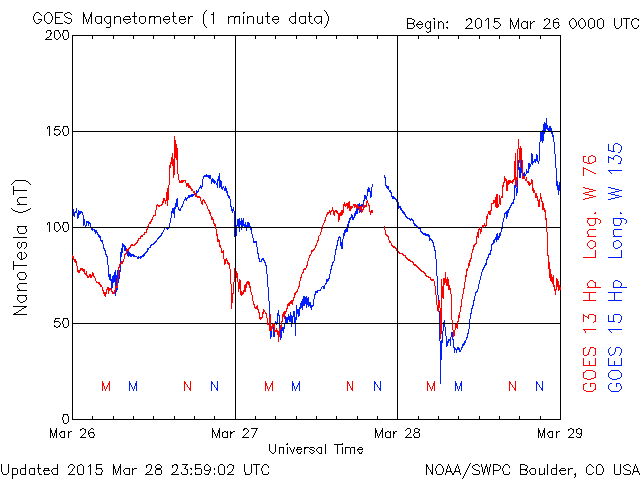 GOES Magnetometer (1 minute data)
Begin: 2015 Mar 26 0000 UTC
200
150
100
50
0
NanoTesla (nT)
M M N N M M N N M M N N
Mar 26 Mar 27 Mar 28 Mar 29
Universal Time
GOES 13 Hp Long. W 76
GOES 15 Hp Long. W 135
Updated 2015 Mar 28 23:59:02 UTC
NOAA/SWPC Boulder, CO USA